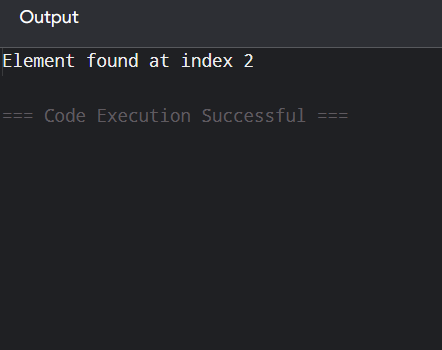 Output
Element found at index 2
=== Code Execution Successful ===